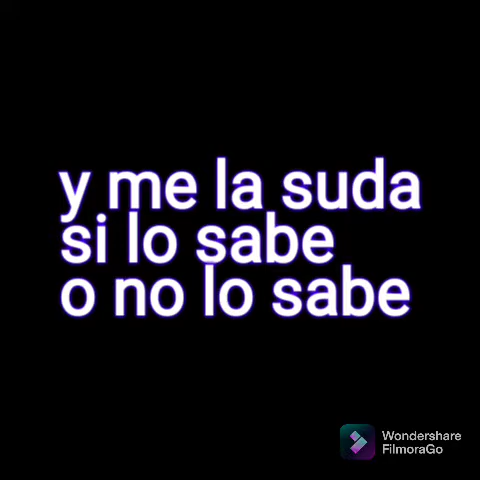 y me la suda
si lo sabe
o no lo sabe
Wondershare
FilmoraGo